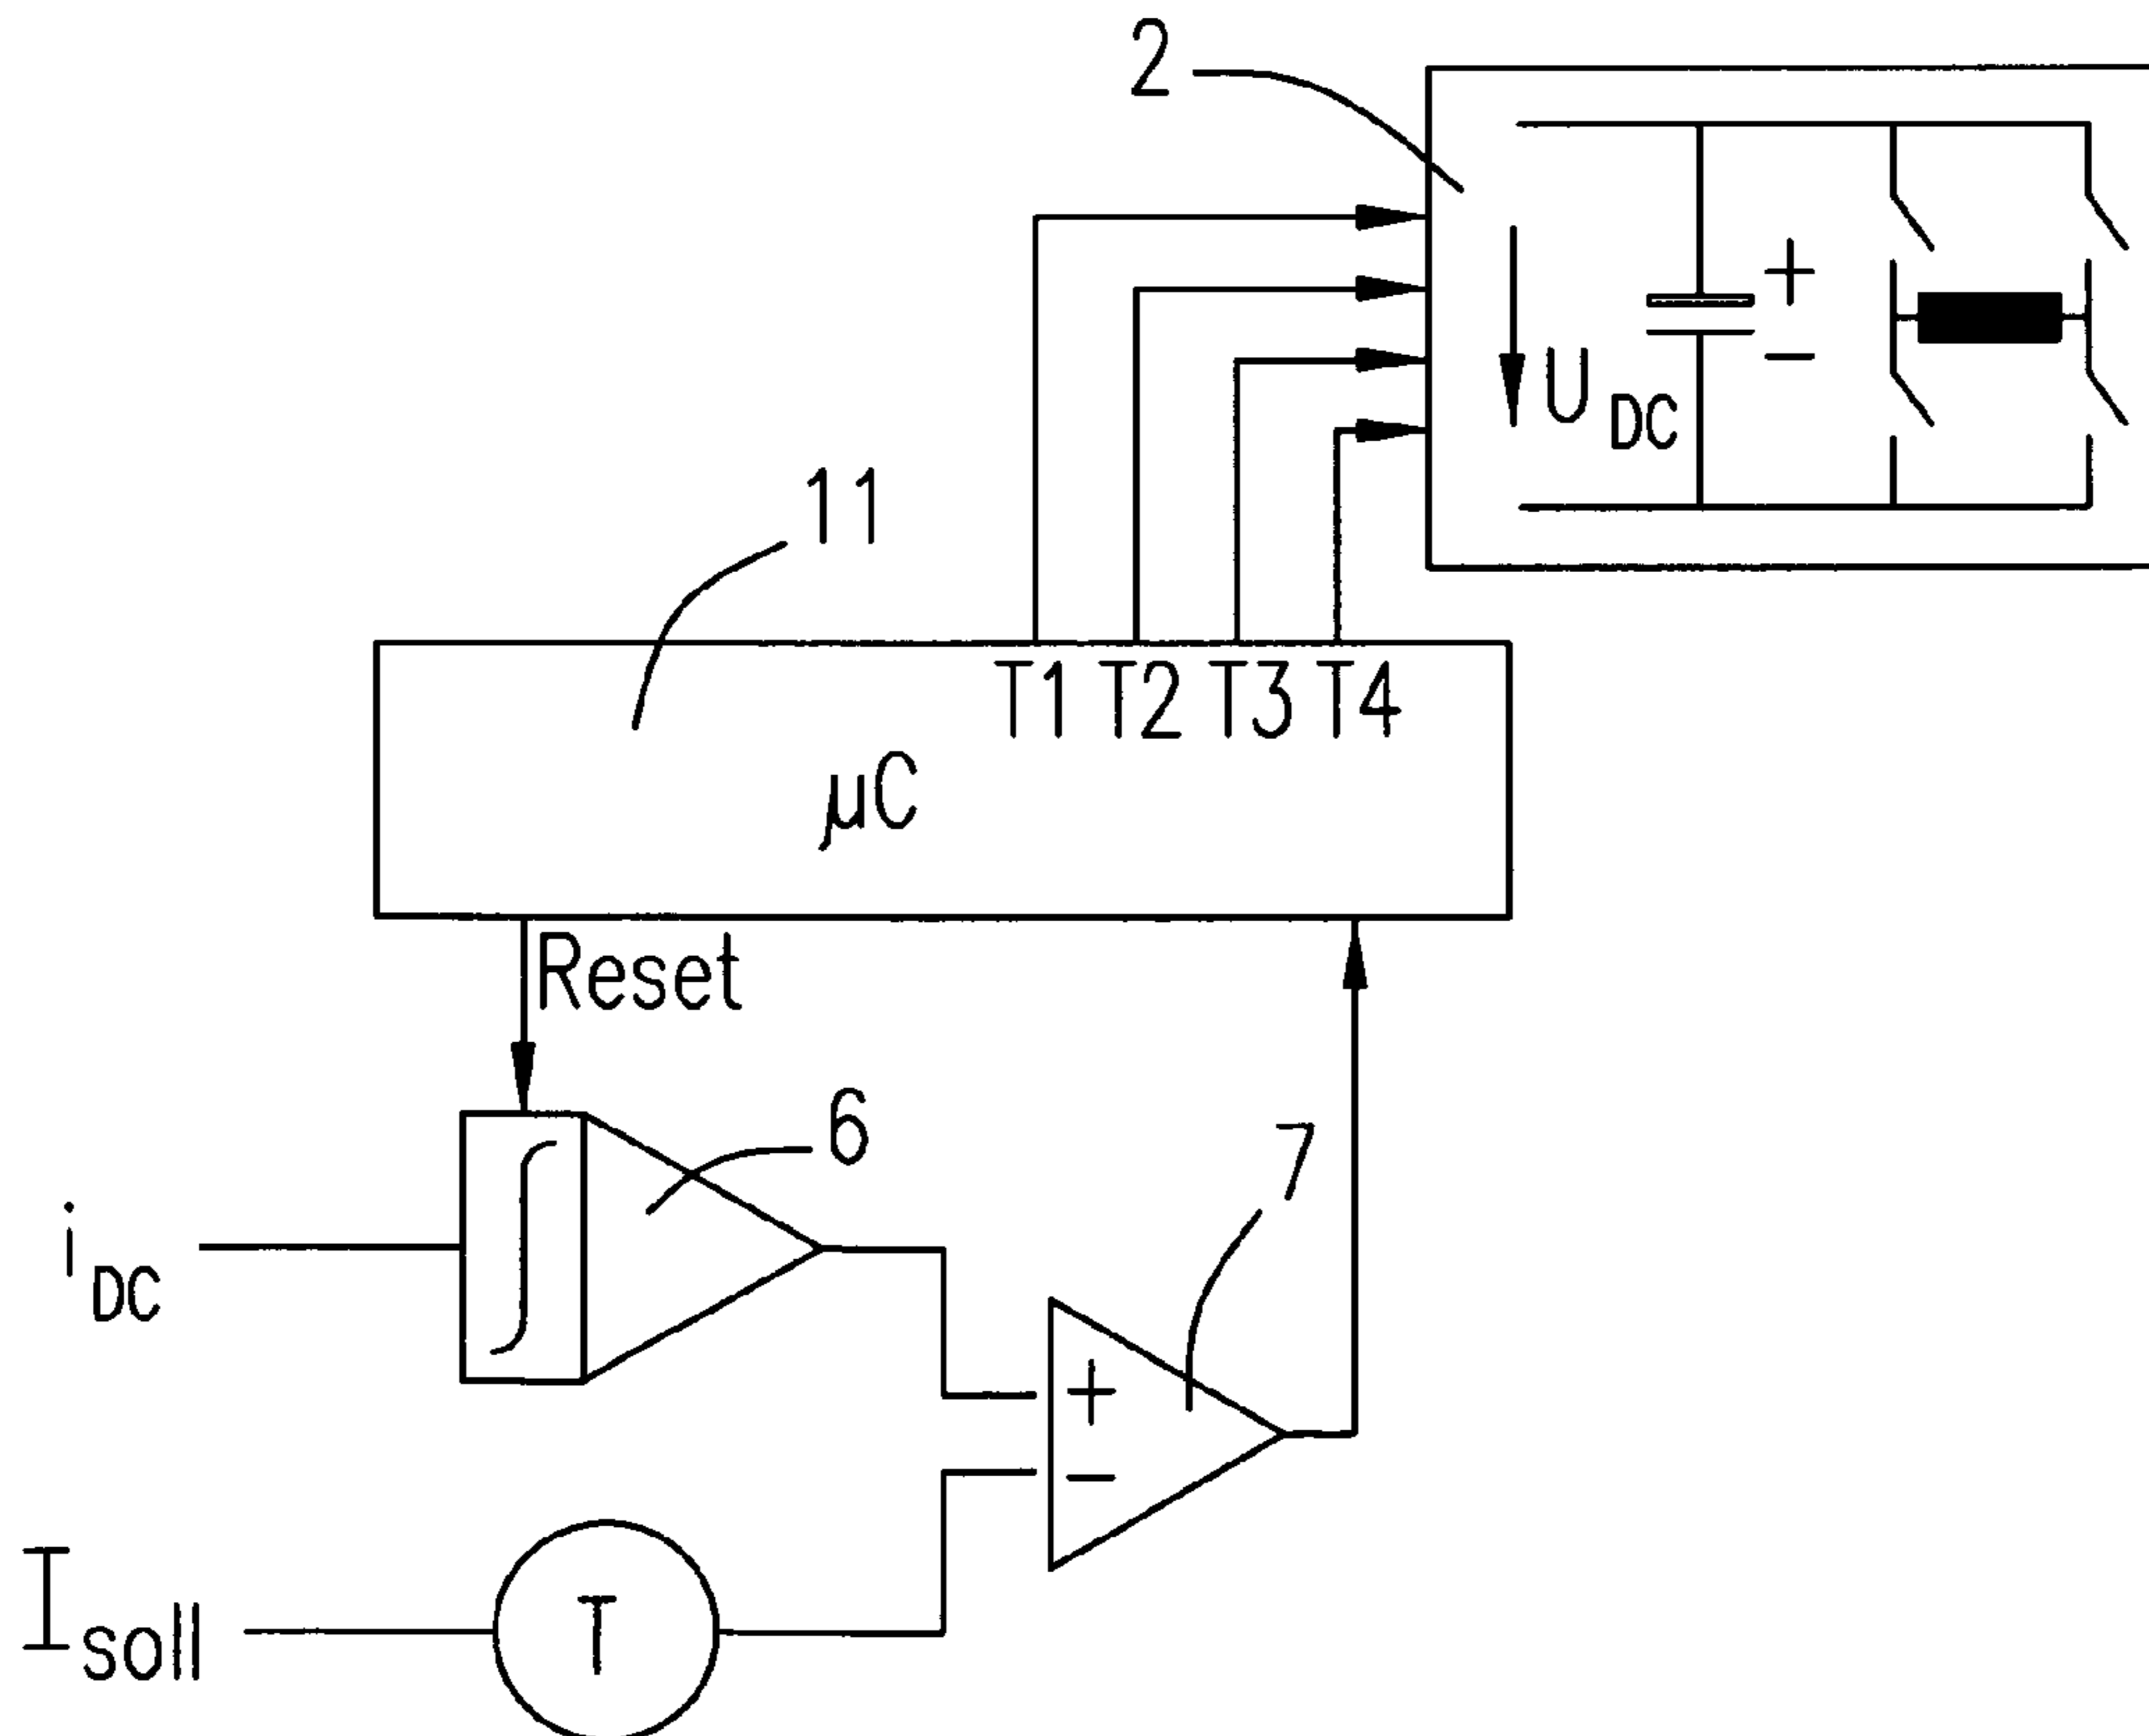 2
+
−
U DC
11
T1 T2 T3 T4
µC
Reset
6
7
i DC
+
−
I soll
T